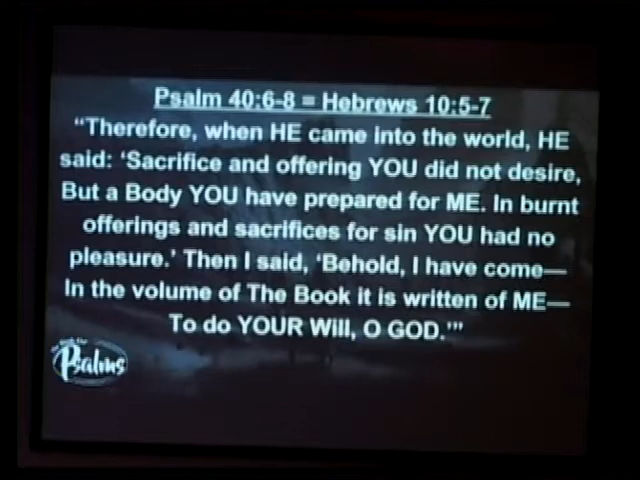 Psalm 40:6-8 = Hebrews 10:5-7
“Therefore, when HE came into the world, HE
said: ‘Sacrifice and offering YOU did not desire,
But a Body YOU have prepared for ME. In burnt
offerings and sacrifices for sin YOU had no
pleasure.’ Then I said, ‘Behold, I have come—
In the volume of The Book it is written of ME—
To do YOUR Will, O GOD.’”
Psalms